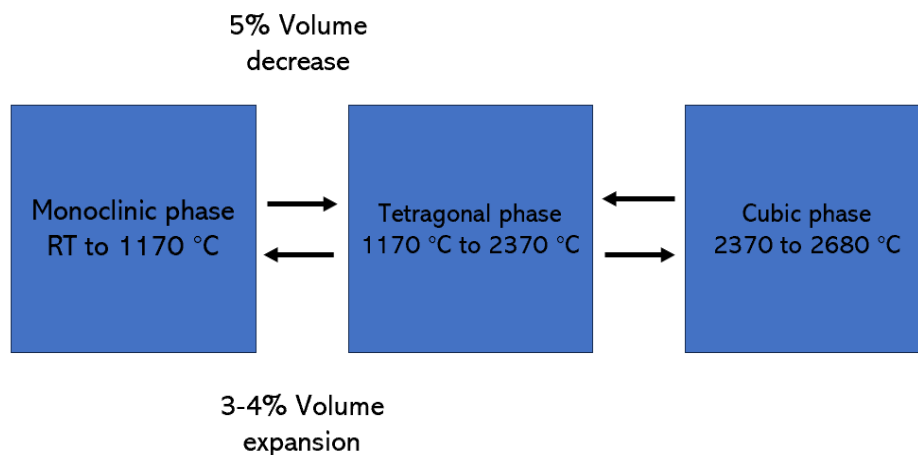 5% Volume
decrease
Monoclinic phase
RT to 1170 °C
Tetragonal phase
1170 °C to 2370 °C
Cubic phase
2370 to 2680 °C
3-4% Volume
expansion